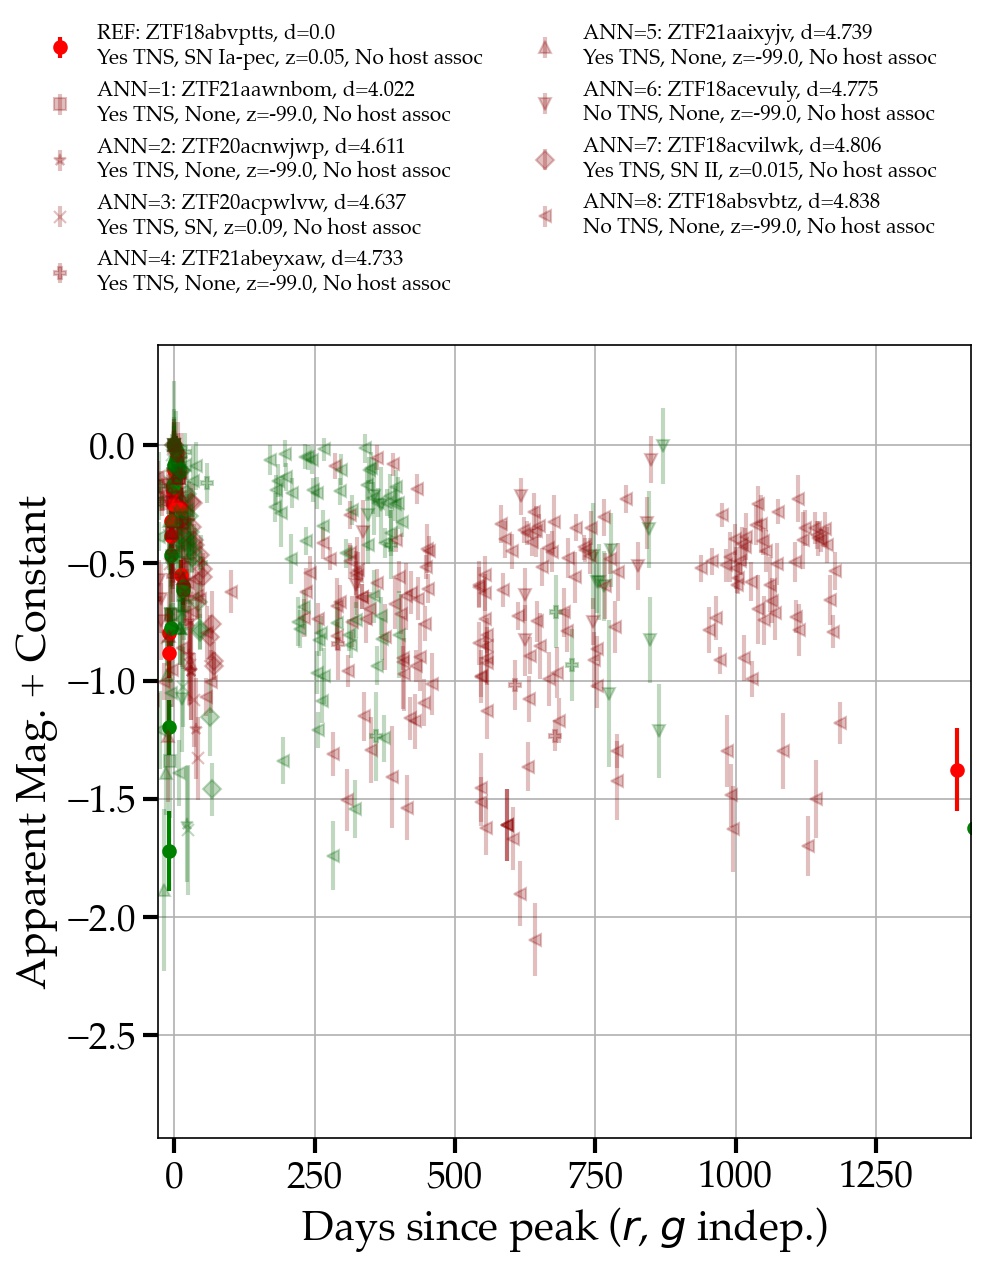 REF: ZTF18abvptts, d=0.0
Yes TNS, SN Ia-pec, z=0.05, No host assoc
ANN=1: ZTF21aawnbom, d=4.022
Yes TNS, None, z=-99.0, No host assoc
ANN=2: ZTF20acnwjwp, d=4.611
Yes TNS, None, z=-99.0, No host assoc
ANN=3: ZTF20acpwlvw, d=4.637
Yes TNS, SN, z=0.09, No host assoc
ANN=4: ZTF21abeyxaw, d=4.733
Yes TNS, None, z=-99.0, No host assoc
ANN=5: ZTF21aaixyjv, d=4.739
Yes TNS, None, z=-99.0, No host assoc
ANN=6: ZTF18acevuly, d=4.775
No TNS, None, z=-99.0, No host assoc
ANN=7: ZTF18acvilwk, d=4.806
Yes TNS, SN II, z=0.015, No host assoc
ANN=8: ZTF18absvbtz, d=4.838
No TNS, None, z=-99.0, No host assoc
Apparent Mag. + Constant
0.0
−0.5
−1.0
−1.5
−2.0
−2.5
0 250 500 750 1000 1250
Days since peak (r, g indep.)